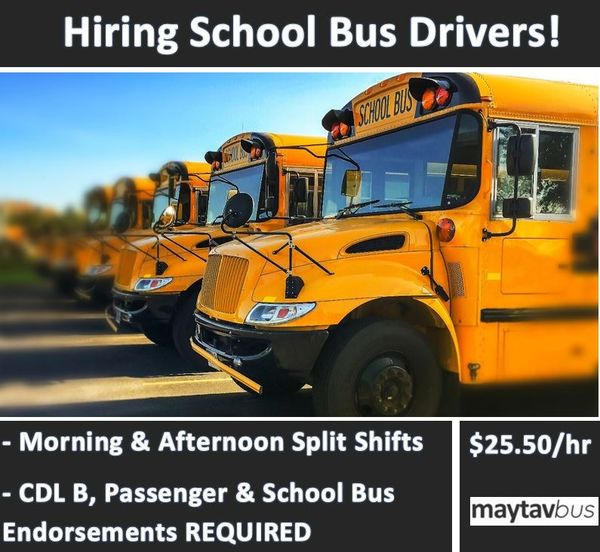 Hiring School Bus Drivers!
SCHOOL BUS
- Morning & Afternoon Split Shifts
$25.50/hr
- CDL B, Passenger & School Bus
Endorsements REQUIRED
maytavbus